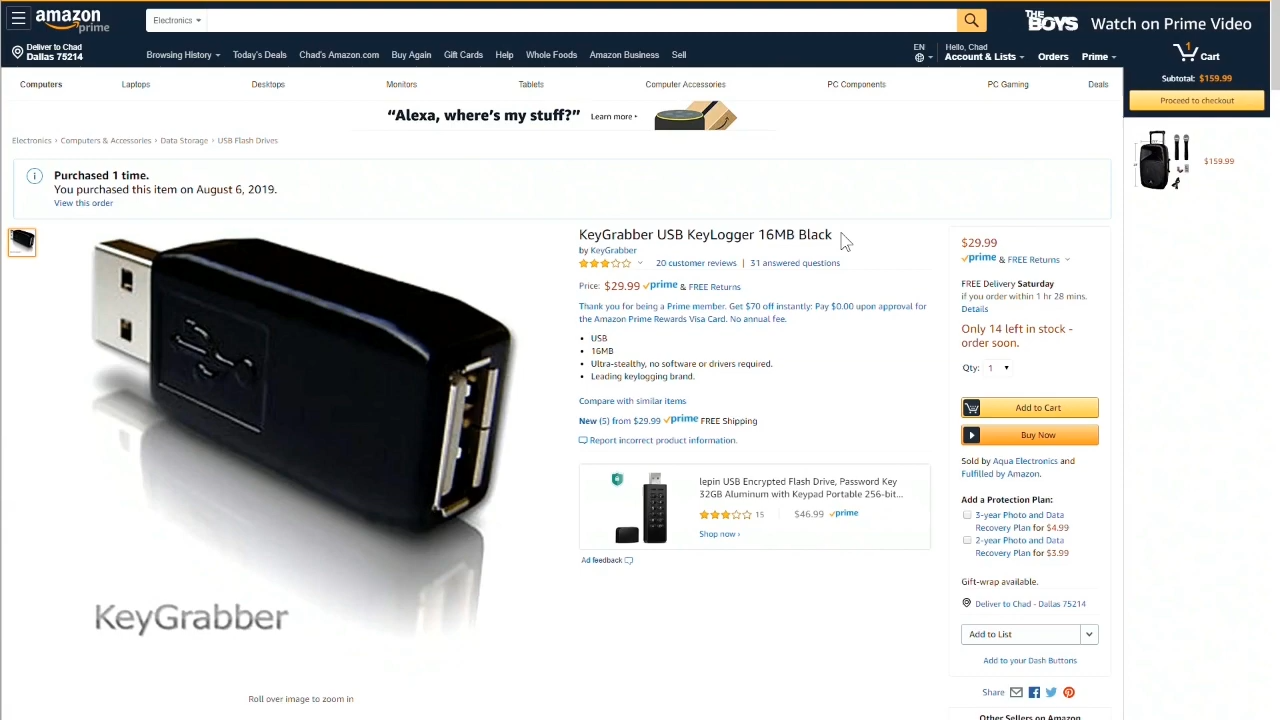 amazon
prime
Electronics
THE BOYS Watch on Prime Video
Deliver to Chad
Dallas 75214
Browsing History Today's Deals Chad's Amazon.com Buy Again Gift Cards Help Whole Foods Amazon Business Sell
EN
Hello, Chad
Account & Lists Orders Prime
1
Cart
Subtotal: $159.99
Proceed to checkout
$159.99
Computers Laptops Desktops Monitors Tablets Computer Accessories PC Components PC Gaming Deals
“Alexa, where’s my stuff?” Learn more ›
Electronics › Computers & Accessories › Data Storage › USB Flash Drives
Purchased 1 time.
You purchased this item on August 6, 2019.
View this order
KeyGrabber
Roll over image to zoom in
KeyGrabber USB KeyLogger 16MB Black
by KeyGrabber
20 customer reviews | 31 answered questions
Price: $29.99 prime & FREE Returns
Thank you for being a Prime member. Get $70 off instantly: Pay $0.00 upon approval for
the Amazon Prime Rewards Visa Card. No annual fee.
• USB
• 16MB
• Ultra-stealthy, no software or drivers required.
• Leading keylogging brand.
Compare with similar items
New (5) from $29.99 prime FREE Shipping
Report incorrect product information.
lepin USB Encrypted Flash Drive, Password Key
32GB Aluminum with Keypad Portable 256-bit...
15 $46.99 prime
Shop now ›
Ad feedback
$29.99
prime & FREE Returns
FREE Delivery Saturday
if you order within 1 hr 28 mins.
Details
Only 14 left in stock -
order soon.
Qty: 1
Add to Cart
Buy Now
Sold by Aqua Electronics and
Fulfilled by Amazon.
Add a Protection Plan:
3-year Photo and Data
Recovery Plan for $4.99
2-year Photo and Data
Recovery Plan for $3.99
Gift-wrap available.
Deliver to Chad - Dallas 75214
Add to List
Add to your Dash Buttons
Share
Other Sellers on Amazon